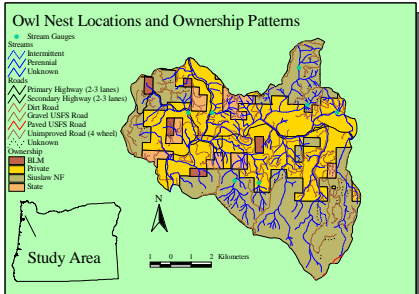 Owl Nest Locations and Ownership Patterns
Stream Gauges
Streams
Intermittent
Perennial
Unknown
Roads
Primary Highway (2-3 lanes)
Secondary Highway (2-3 lanes)
Dirt Road
Gravel USFS Road
Paved USFS Road
Unimproved Road (4 wheel)
Unknown
Ownership
BLM
Private
Siuslaw NF
State
N
Study Area
1 0 1 2 Kilometers